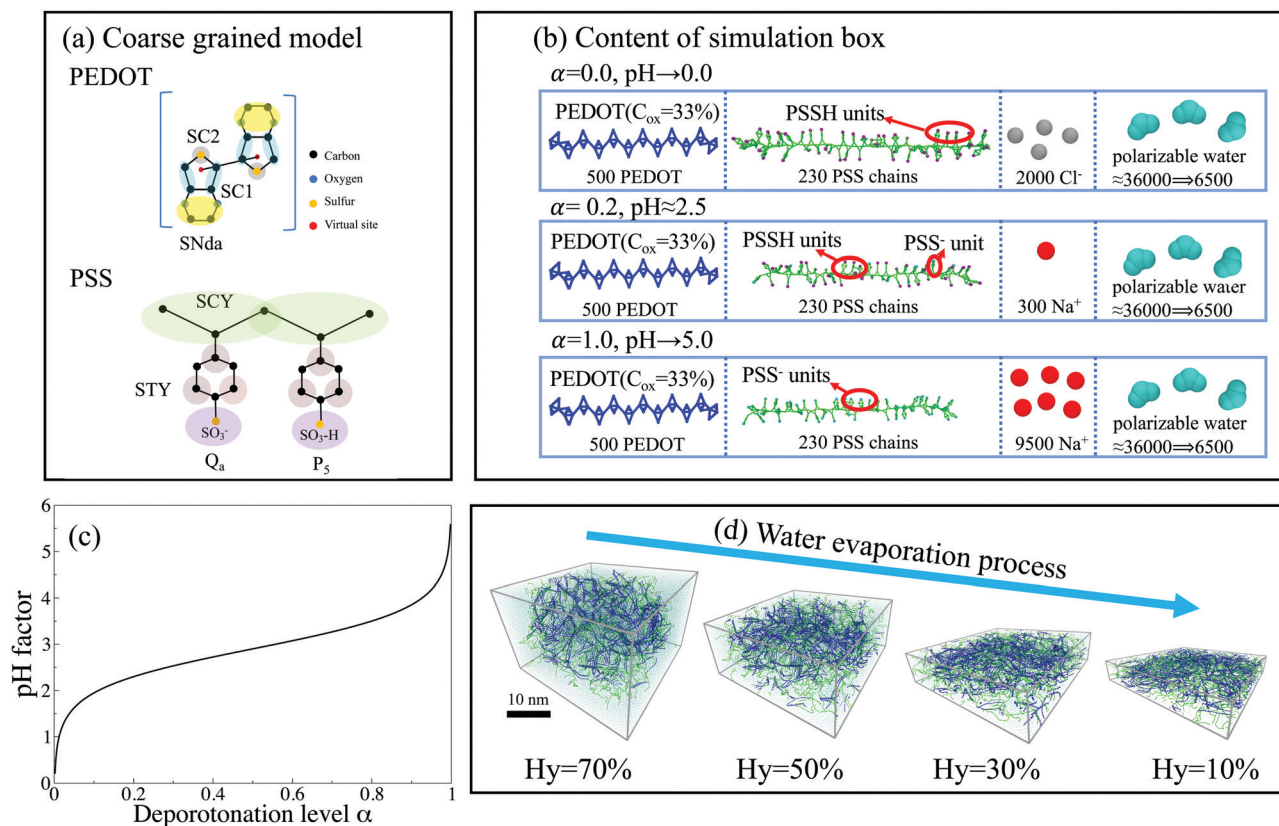 (a) Coarse grained model
PEDOT
SC2
SC1
SNda
Carbon
Oxygen
Sulfur
Virtual site
PSS
SCY
STY
SO₃⁻
SO₃-H
Qₐ
P₅
(b) Content of simulation box
α=0.0, pH→0.0
PEDOT(Cₒₓ=33%)
500 PEDOT
PSSH units
230 PSS chains
2000 Cl⁻
polarizable water
≈36000⟹6500
α= 0.2, pH≈2.5
PEDOT(Cₒₓ=33%)
500 PEDOT
PSSH units
PSS⁻ unit
230 PSS chains
300 Na⁺
polarizable water
≈36000⟹6500
α=1.0, pH→5.0
PEDOT(Cₒₓ=33%)
500 PEDOT
PSS⁻ units
230 PSS chains
9500 Na⁺
polarizable water
≈36000⟹6500
(c)
pH factor
6
5
4
3
2
1
0
0
0.2
0.4
0.6
0.8
1
Deporotonation level α
(d) Water evaporation process
10 nm
Hy=70%
Hy=50%
Hy=30%
Hy=10%